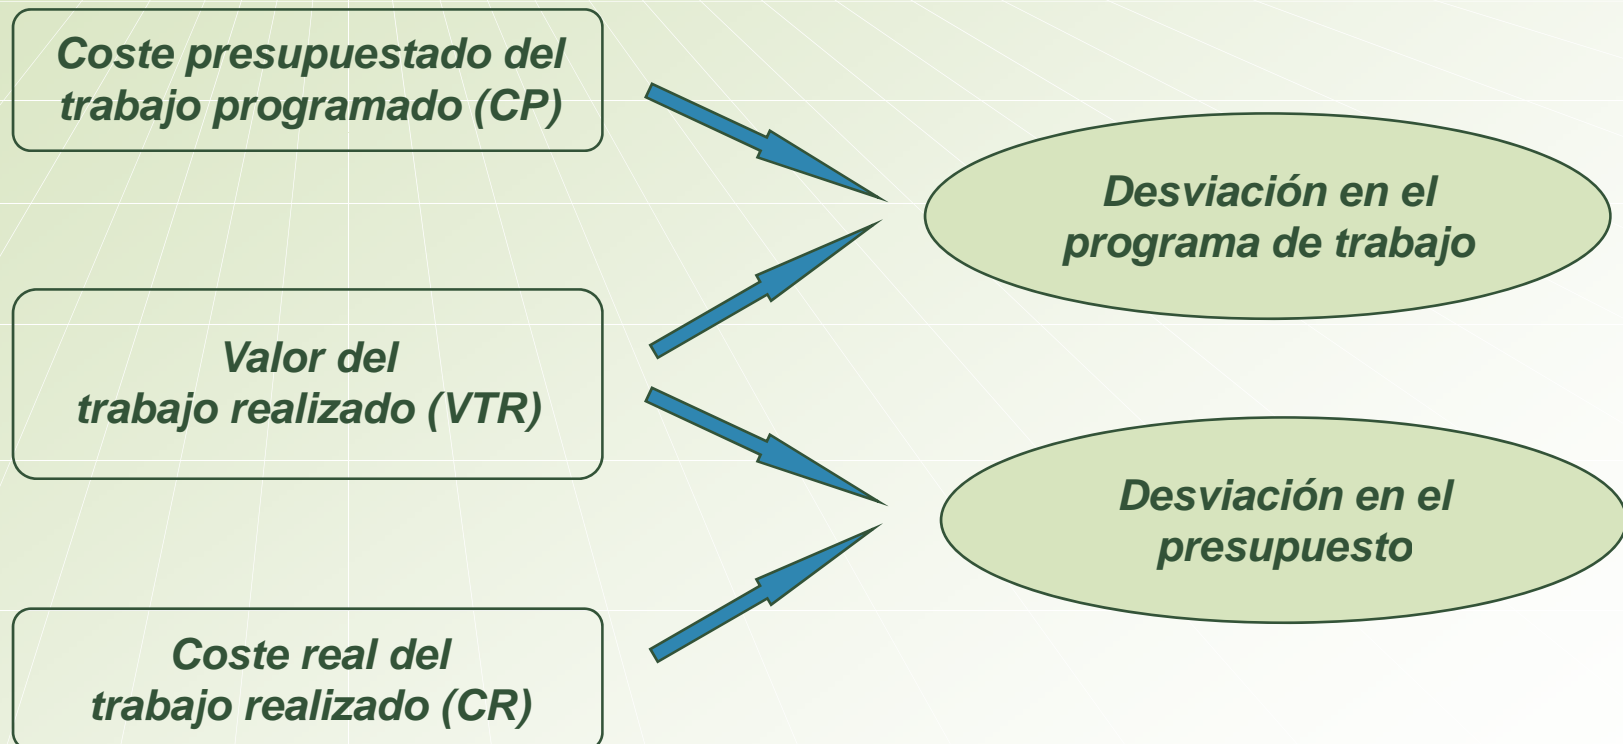 Coste presupuestado del
trabajo programado (CP)
Desviación en el
programa de trabajo
Valor del
trabajo realizado (VTR)
Desviación en el
presupuesto
Coste real del
trabajo realizado (CR)